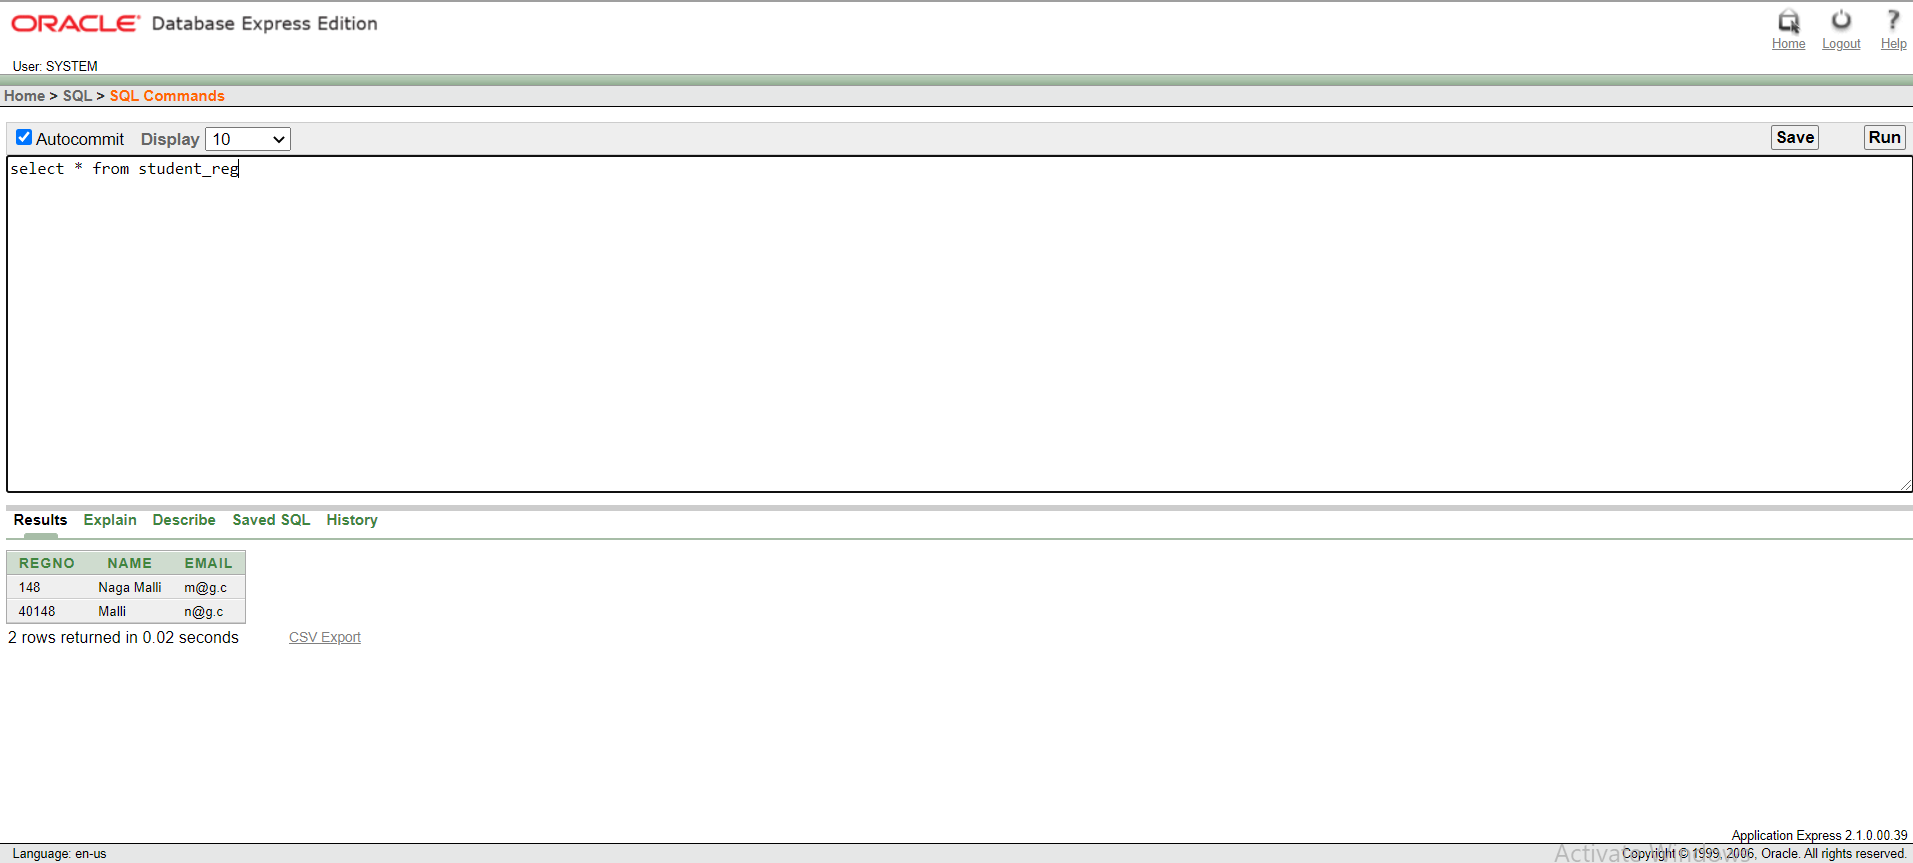 ORACLE Database Express Edition
Home Logout Help
User: SYSTEM
Home > SQL > SQL Commands
Autocommit Display 10 Save Run
select * from student_reg
Results Explain Describe Saved SQL History
REGNO NAME EMAIL
148 Naga Malli m@g.c
40148 Malli n@g.c
2 rows returned in 0.02 seconds CSV Export
Application Express 2.1.0.00.39
Language: en-us Activate Windows Copyright © 1999, 2006, Oracle. All rights reserved.